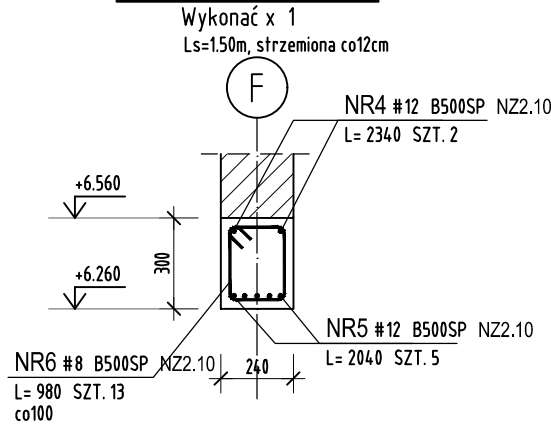 Wykonać x 1
Ls=1.50m, strzemiona co12cm
F
NR4 #12 B500SP NZ2.10
L= 2340 SZT. 2
+6.560
300
+6.260
NR5 #12 B500SP NZ2.10
L= 2040 SZT. 5
NR6 #8 B500SP NZ2.10
240
L= 980 SZT. 13
co100